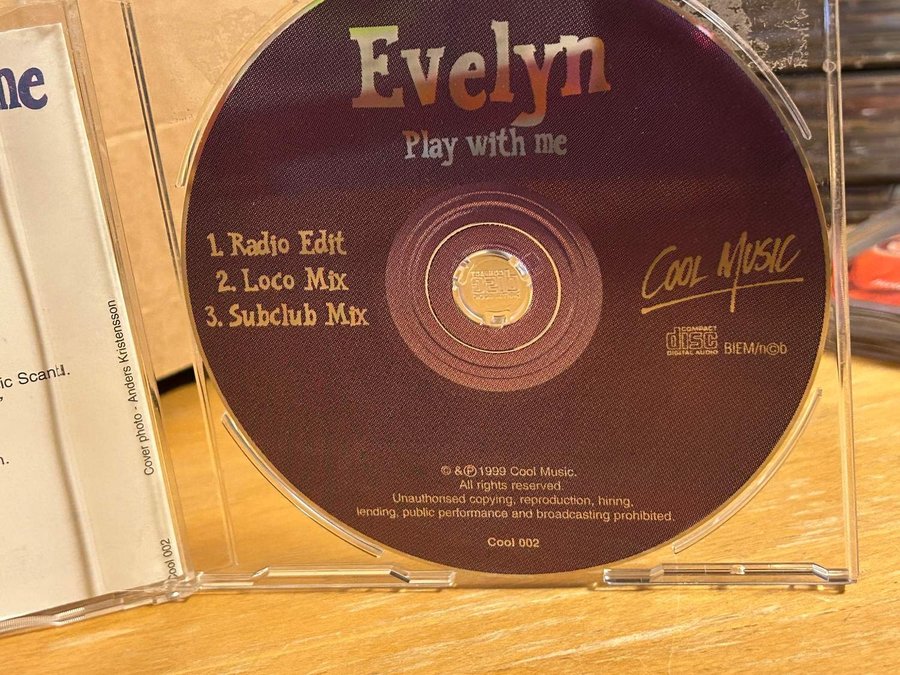 me
ic Scand.
Cover photo - Anders Kristensson
Cool 002
Evelyn
Play with me
1. Radio Edit
2. Loco Mix
3. Subclub Mix
COOL MUSIC
COMPACT
disc
DIGITAL AUDIO
BIEM/n©b
© & ℗ 1999 Cool Music.
All rights reserved.
Unauthorised copying, reproduction, hiring,
lending, public performance and broadcasting prohibited.
Cool 002